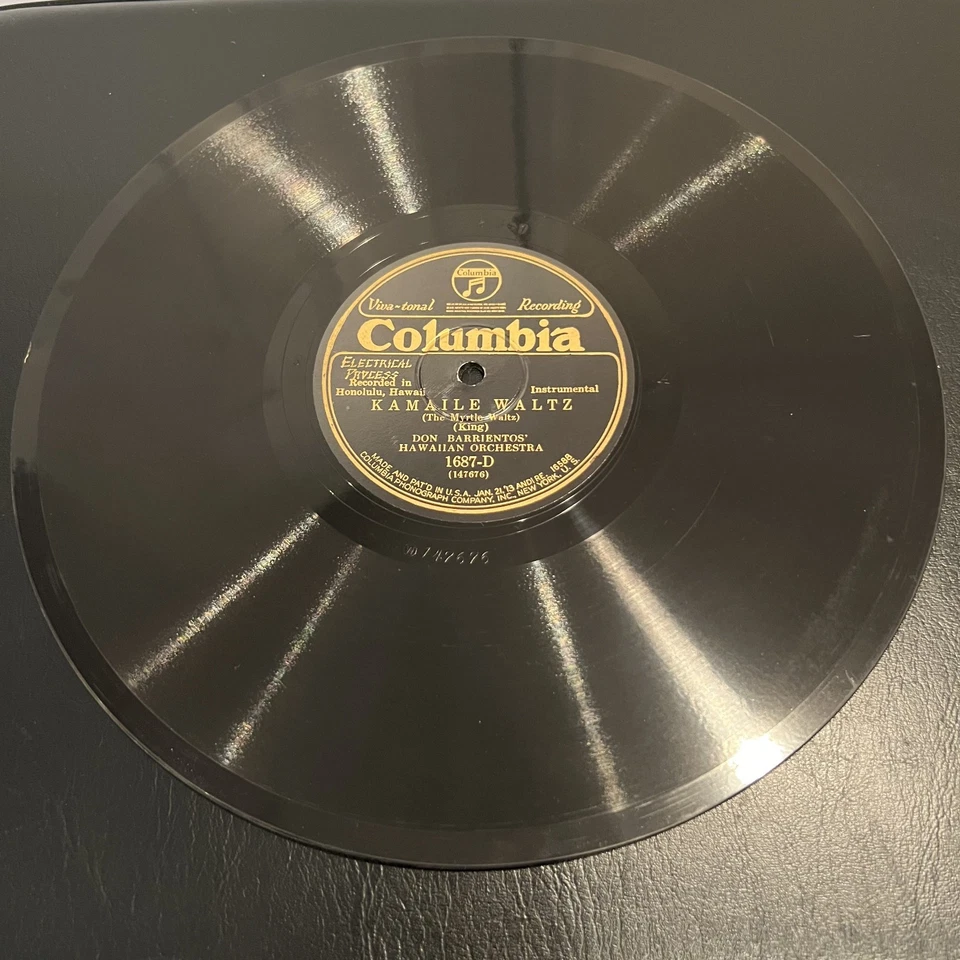 Columbia
Viva-tonal Recording
Columbia
ELECTRICAL
PROCESS
Recorded in
Honolulu, Hawaii
Instrumental
KAMAILE WALTZ
(The Myrtle Waltz)
(King)
DON BARRIENTOS'
HAWAIIAN ORCHESTRA
1687-D
(147676)
MADE AND PAT'D IN U.S.A. JAN. 21, '13 AND RE. 16588
COLUMBIA PHONOGRAPH COMPANY, INC., NEW YORK, U. S.
147676